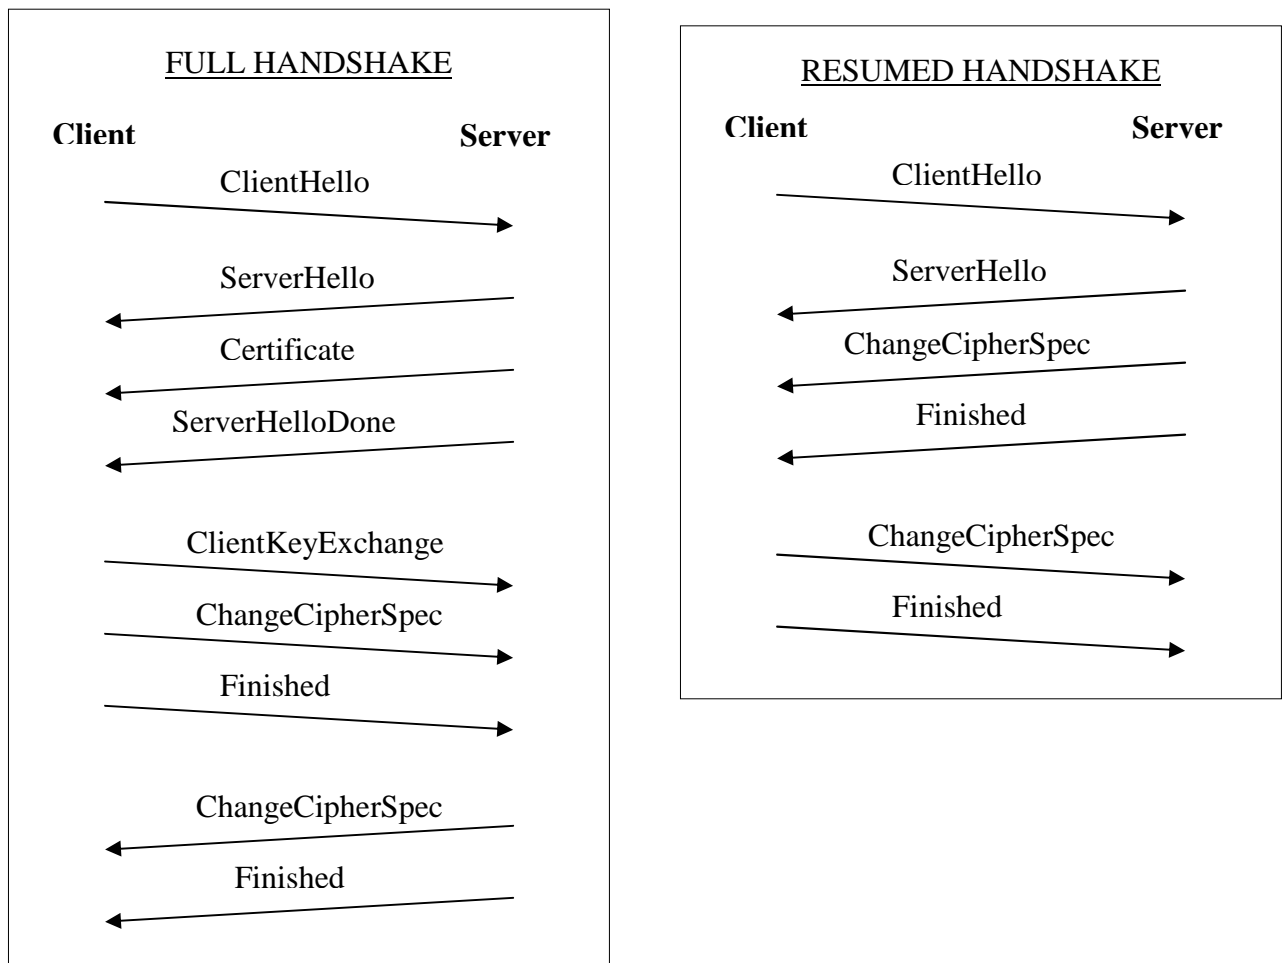 FULL HANDSHAKE
Client Server
ClientHello
ServerHello
Certificate
ServerHelloDone
ClientKeyExchange
ChangeCipherSpec
Finished
ChangeCipherSpec
Finished
RESUMED HANDSHAKE
Client Server
ClientHello
ServerHello
ChangeCipherSpec
Finished
ChangeCipherSpec
Finished